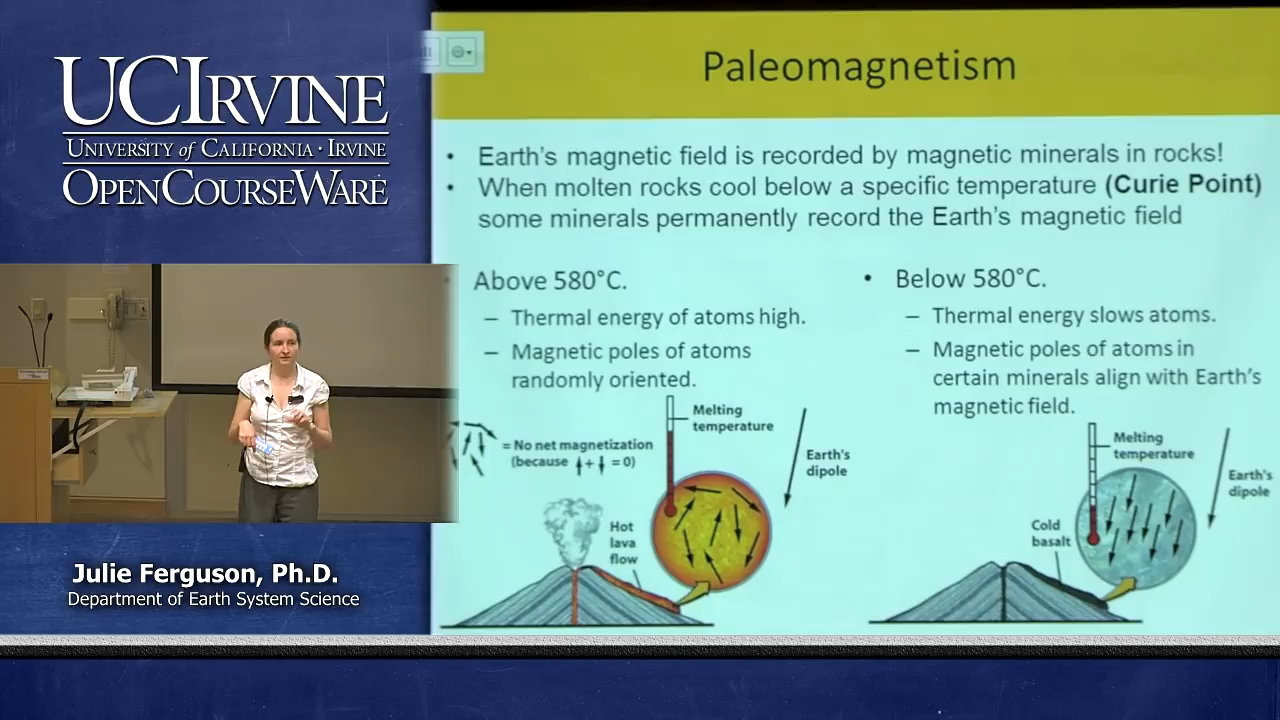 UCIRVINE
UNIVERSITY of CALIFORNIA · IRVINE
OPENCOURSEWARE
Julie Ferguson, Ph.D.
Department of Earth System Science
Paleomagnetism
• Earth's magnetic field is recorded by magnetic minerals in rocks!
• When molten rocks cool below a specific temperature (Curie Point)
some minerals permanently record the Earth's magnetic field
Above 580°C.
– Thermal energy of atoms high.
– Magnetic poles of atoms
randomly oriented.
Melting
temperature
= No net magnetization
(because + = 0)
Earth's
dipole
Hot
lava
flow
• Below 580°C.
– Thermal energy slows atoms.
– Magnetic poles of atoms in
certain minerals align with Earth's
magnetic field.
Melting
temperature
Earth's
dipole
Cold
basalt